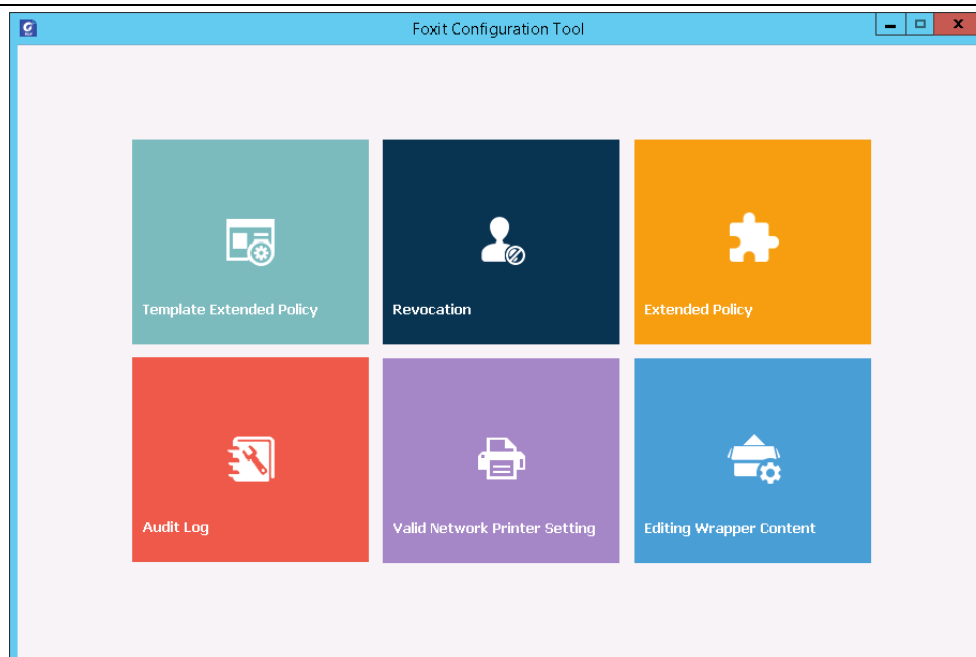 Foxit Configuration Tool
Template Extended Policy
Revocation
Extended Policy
Audit Log
Valid Network Printer Setting
Editing Wrapper Content